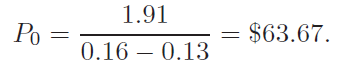 P₀ = 1.91 / (0.16 − 0.13) = $63.67.